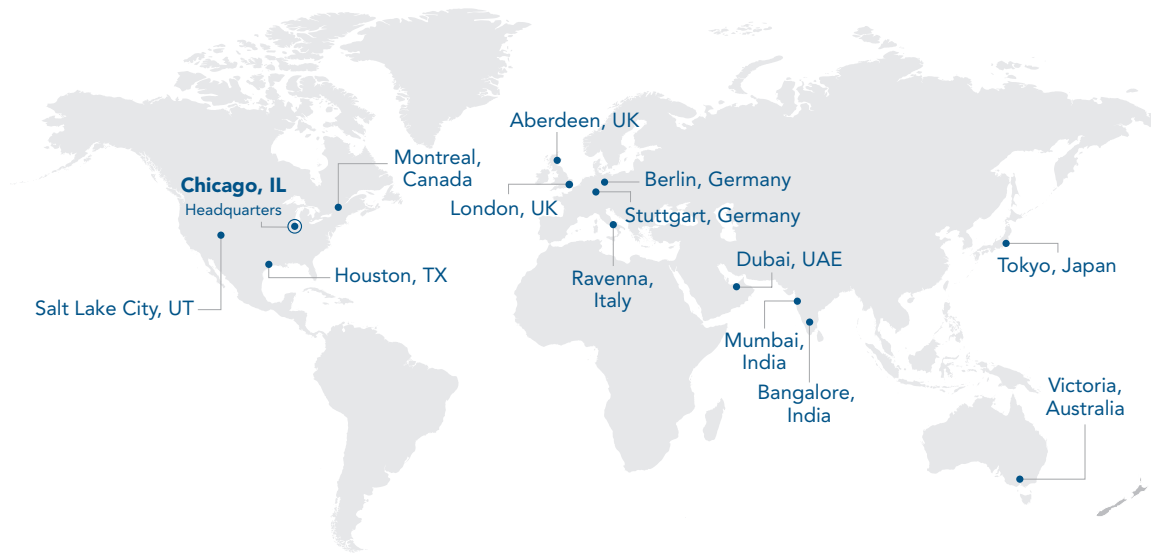 Aberdeen, UK
Montreal,
Canada
Chicago, IL
Headquarters
London, UK
Berlin, Germany
Stuttgart, Germany
Houston, TX
Salt Lake City, UT
Ravenna,
Italy
Dubai, UAE
Tokyo, Japan
Mumbai,
India
Bangalore,
India
Victoria,
Australia